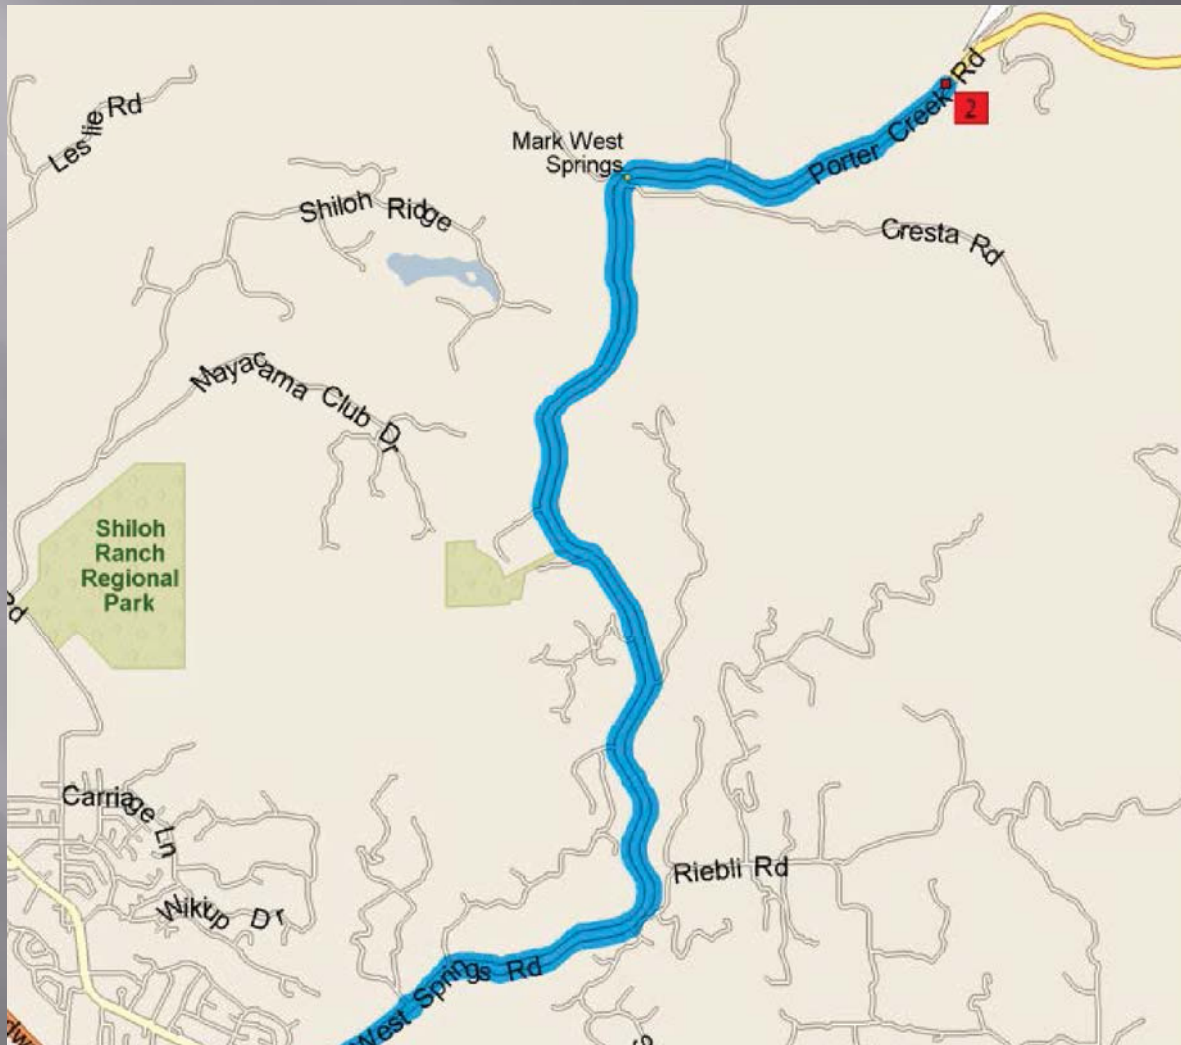 Leslie Rd
Mark West
Springs
2
Porter Creek Rd
Shiloh Ridge
Cresta Rd
Mayacama Club Dr
Shiloh
Ranch
Regional
Park
Rd
Carriage Ln
Riebli Rd
Wikiup Dr
West Springs Rd